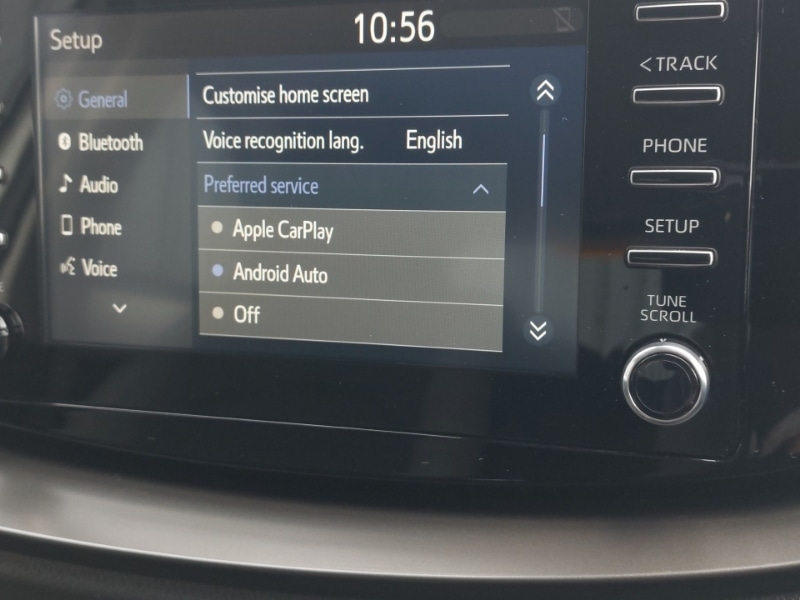 10:56
Setup
General
Bluetooth
Audio
Phone
Voice
Customise home screen
Voice recognition lang. English
Preferred service
Apple CarPlay
Android Auto
Off
< TRACK
PHONE
SETUP
TUNE
SCROLL